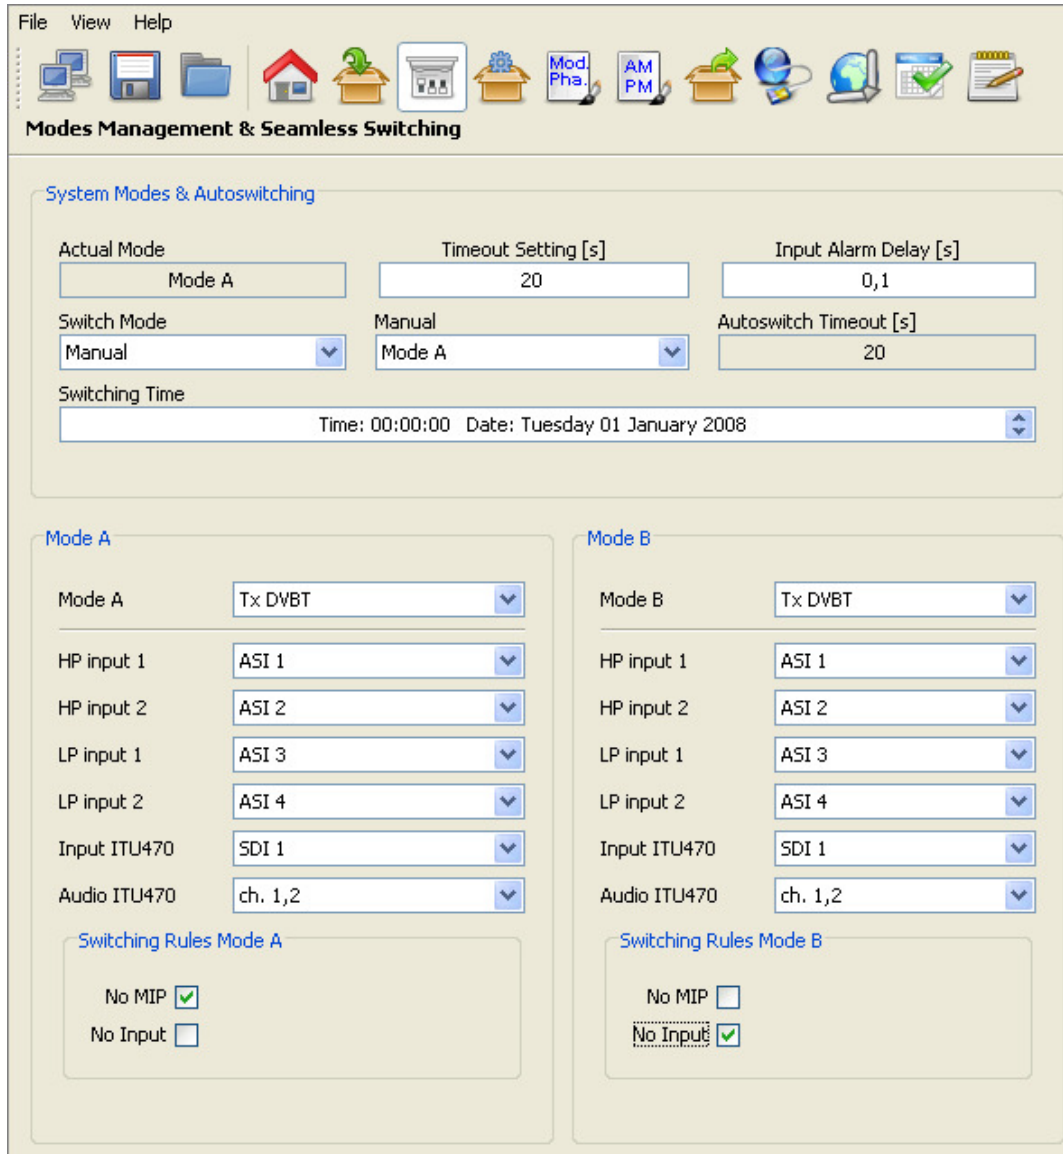 File View Help
Mod. Pha.
AM PM
Modes Management & Seamless Switching
System Modes & Autoswitching
Actual Mode Timeout Setting [s] Input Alarm Delay [s]
Mode A 20 0,1
Switch Mode Manual Autoswitch Timeout [s]
Manual Mode A 20
Switching Time
Time: 00:00:00 Date: Tuesday 01 January 2008
Mode A
Mode A Tx DVBT
HP input 1 ASI 1
HP input 2 ASI 2
LP input 1 ASI 3
LP input 2 ASI 4
Input ITU470 SDI 1
Audio ITU470 ch. 1,2
Switching Rules Mode A
No MIP
No Input
Mode B
Mode B Tx DVBT
HP input 1 ASI 1
HP input 2 ASI 2
LP input 1 ASI 3
LP input 2 ASI 4
Input ITU470 SDI 1
Audio ITU470 ch. 1,2
Switching Rules Mode B
No MIP
No Input